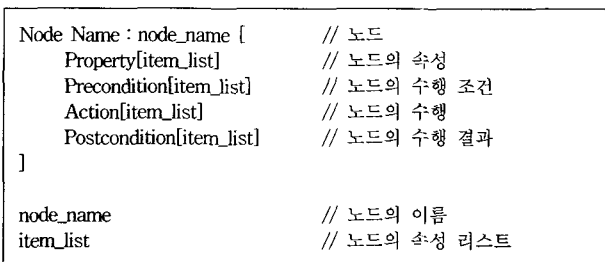 Node Name : node_name [ // 노드
Property[item_list] // 노드의 속성
Precondition[item_list] // 노드의 수행 조건
Action[item_list] // 노드의 수행
Postcondition[item_list] // 노드의 수행 결과
]
node_name // 노드의 이름
item_list // 노드의 속성 리스트